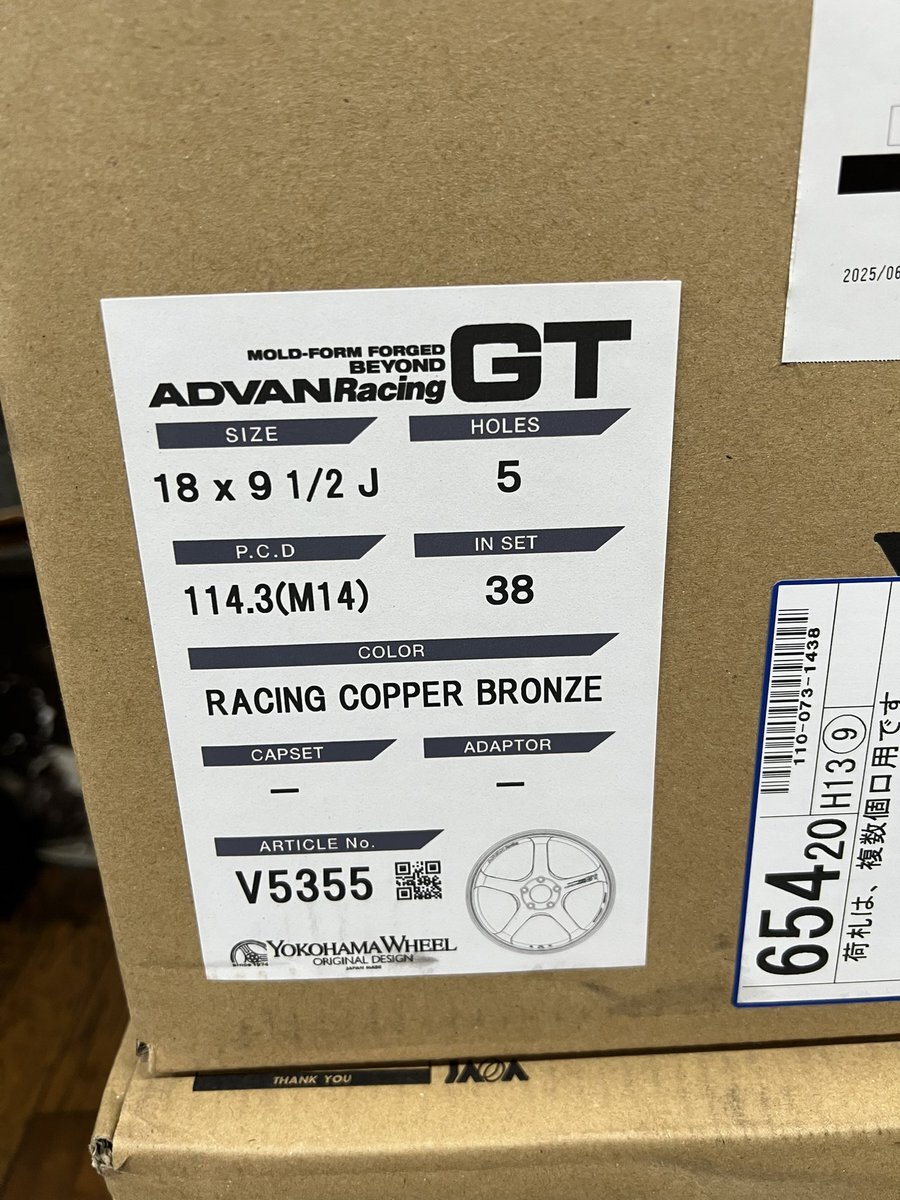 MOLD-FORM FORGED
BEYOND
ADVAN Racing GT
SIZE
HOLES
18 x 9 1/2 J
5
P.C.D
IN SET
114.3(M14)
38
COLOR
RACING COPPER BRONZE
CAPSET
ADAPTOR
—
—
ARTICLE No.
V5355
YOKOHAMA WHEEL
ORIGINAL DESIGN
JAPAN MADE
2025/06
110-073-1438
65420 H13 9
荷札は、複数個口用です
THANK YOU